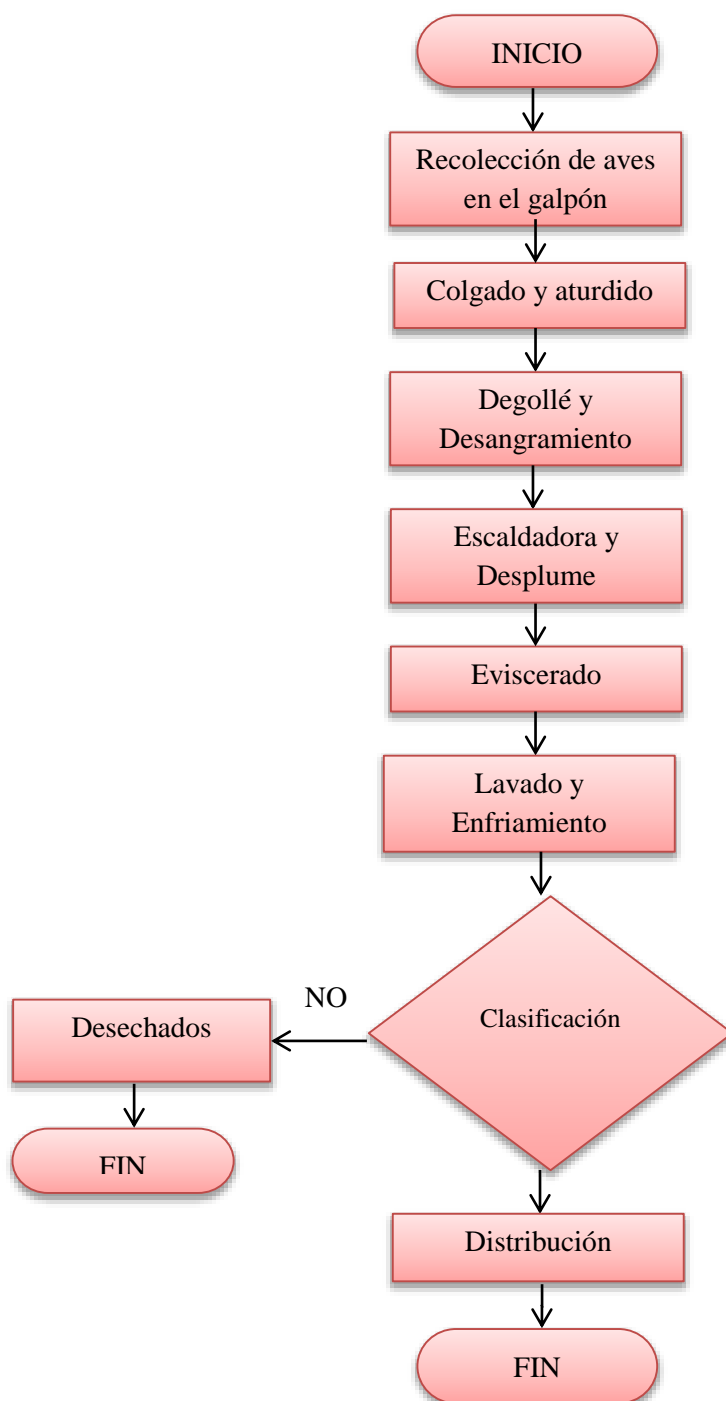 INICIO
Recolección de aves
en el galpón
Colgado y aturdido
Degollé y
Desangramiento
Escaldadora y
Desplume
Eviscerado
Lavado y
Enfriamiento
Clasificación
NO
Desechados
FIN
Distribución
FIN